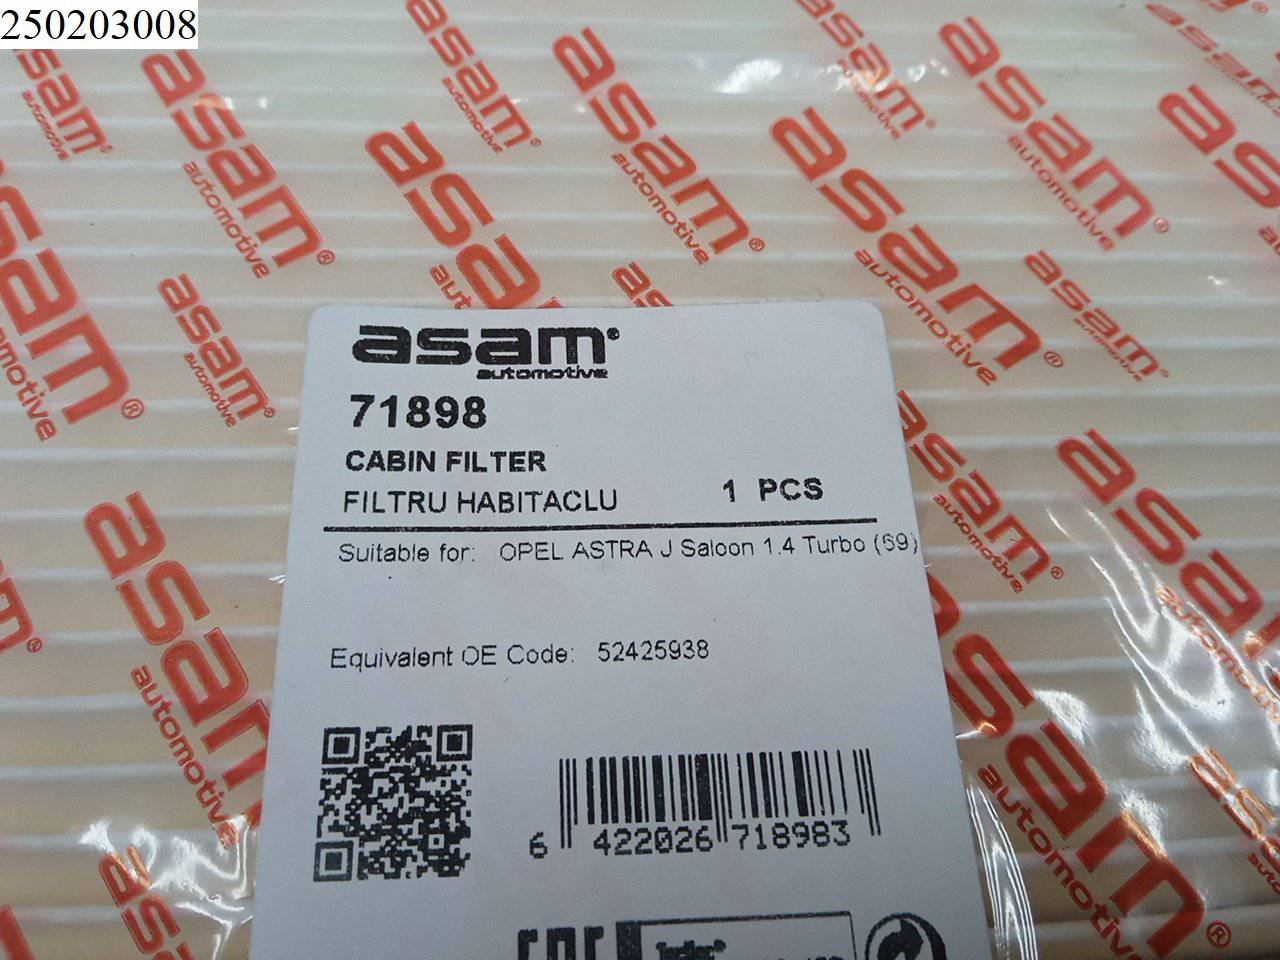 250203008
asam®
automotive
71898
CABIN FILTER
FILTRU HABITACLU 1 PCS
Suitable for: OPEL ASTRA J Saloon 1.4 Turbo (69)
Equivalent OE Code: 52425938
6 422026 718983